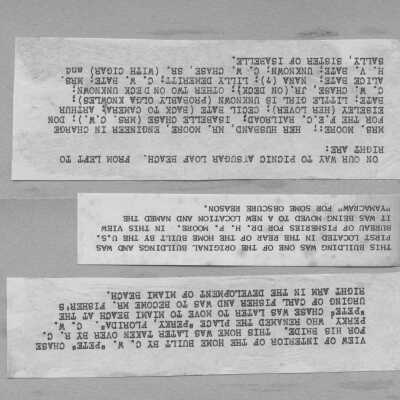 VIEW OF INTERIOR OF THE HOME BUILT BY C. W. "PETE" CHASE
FOR HIS BRIDE. THIS HOME WAS LATER TAKEN OVER BY R. C.
PERKY WHO RENAMED THE PLACE "PERKY, FLORIDA". C. W.
"PETE" CHASE WAS LATER TO MOVE TO MIAMI BEACH AT THE
URGING OF CARL FISHER AND WAS TO BECOME MR. FISHER'S
RIGHT ARM IN THE DEVELOPMENT OF MIAMI BEACH.
THIS BUILDING WAS ONE OF THE ORIGINAL BUILDINGS AND WAS
FIRST LOCATED IN THE REAR OF THE HOME BUILT BY THE U.S.
BUREAU OF FISHERIES FOR DR. H. F. MOORE. IN THIS VIEW
IT WAS BEING MOVED TO A NEW LOCATION AND NAMED THE
"YAMACRAW" FOR SOME OBSCURE REASON.
ON OUR WAY TO PICNIC AT SUGAR LOAF BEACH. FROM LEFT TO
RIGHT ARE:
MRS. MOORE; HER HUSBAND, MR. MOORE, ENGINEER IN CHARGE
FOR THE F.E.C. RAILROAD; ISABELLE CHASE (MRS. C.W.); DON
EIGELSEY (HER LOVER); CECIL BATE (BACK TO CAMERA; ARTHUR
BATE; LITTLE GIRL IS UNKNOWN (PROBABLY OLGA KNOWLES);
C. W. CHASE, JR.(ON DECK); OTHER TWO ON DECK UNKNOWN;
ALICE BATE; NANA (?); LILLY DEMERITT; C. W. BATE; MRS.
H. V. BATE; UNKNOWN; C. W. CHASE, SR. (WITH CIGAR) and
SALLY, SISTER OF ISABELLE.